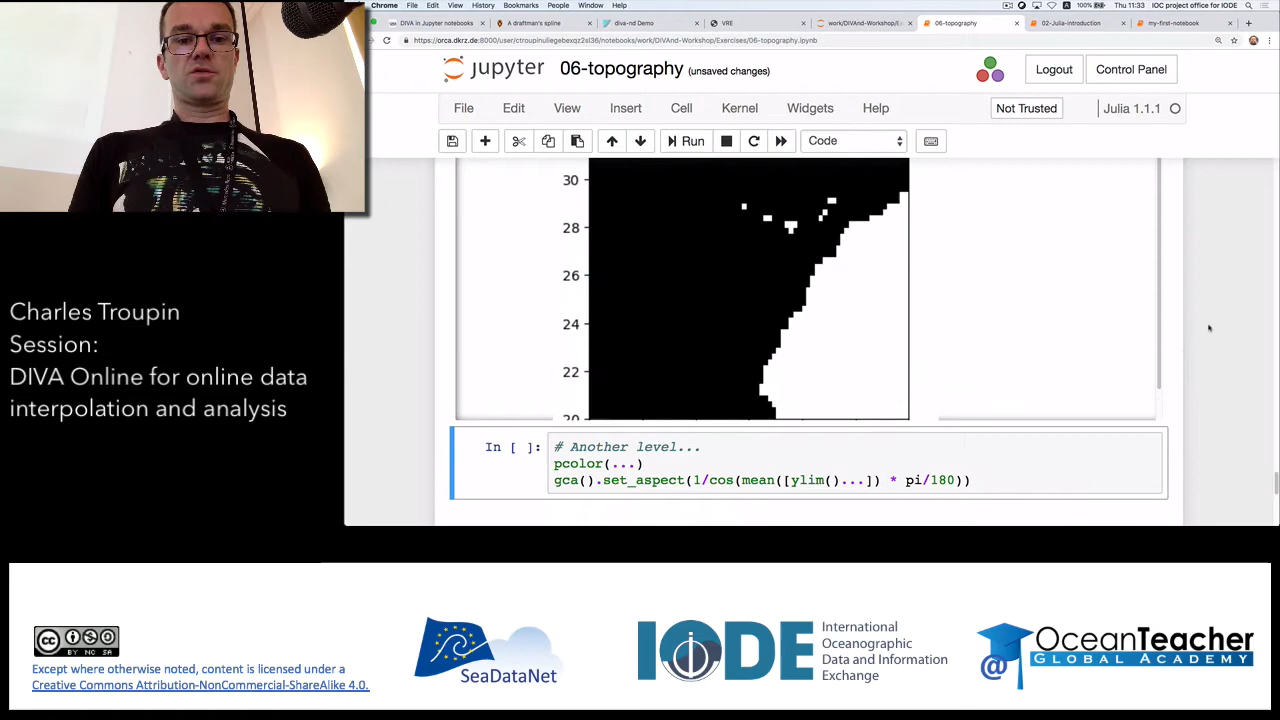 Chrome File Edit View History Bookmarks People Window Help
100% Thu 11:33 IOC project office for IODE
DIVA in Jupyter notebooks
A draftman's spline
diva-nd Demo
VRE
work/DIVAnd-Workshop/E
06-topography
02-Julia-introduction
my-first-notebook
https://orca.dkrz.de:8000/user/ctroupinuliegebexqz2sl36/notebooks/work/DIVAnd-Workshop/Exercises/06-topography.ipynb
jupyter 06-topography (unsaved changes)
Logout
Control Panel
File Edit View Insert Cell Kernel Widgets Help
Not Trusted
Julia 1.1.1
Run
Code
30
28
26
24
22
20
In [ ]:
# Another level...
pcolor(...)
gca().set_aspect(1/cos(mean([ylim()...]) * pi/180))
Charles Troupin
Session:
DIVA Online for online data
interpolation and analysis
cc
BY NC SA
Except where otherwise noted, content is licensed under a
Creative Commons Attribution-NonCommercial-ShareAlike 4.0.
SeaDataNet
IODE
International
Oceanographic
Data and Information
Exchange
@
OceanTeacher
GLOBAL ACADEMY